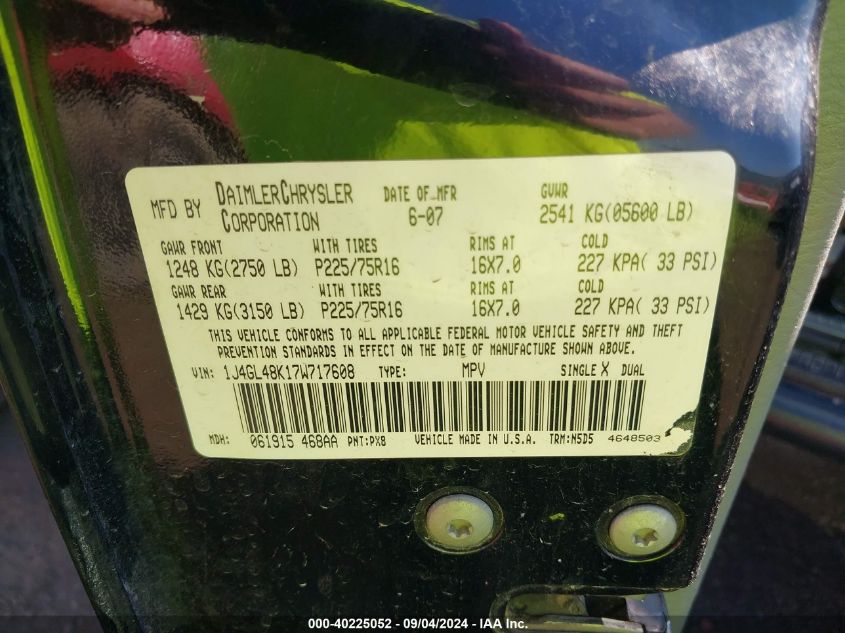 MFD BY DAIMLERCHRYSLER CORPORATION DATE OF MFR 6-07 GVWR 2541 KG(05600 LB)
GAWR FRONT WITH TIRES RIMS AT COLD
1248 KG(2750 LB) P225/75R16 16X7.0 227 KPA( 33 PSI)
GAWR REAR WITH TIRES RIMS AT COLD
1429 KG(3150 LB) P225/75R16 16X7.0 227 KPA( 33 PSI)
THIS VEHICLE CONFORMS TO ALL APPLICABLE FEDERAL MOTOR VEHICLE SAFETY AND THEFT
PREVENTION STANDARDS IN EFFECT ON THE DATE OF MANUFACTURE SHOWN ABOVE.
VIN: 1J4GL48K17W717608 TYPE: MPV SINGLE X DUAL
MDH: 061915 468AA PNT:PX8 VEHICLE MADE IN U.S.A. TRM:N5D5 4648503
000-40225052 - 09/04/2024 - IAA Inc.